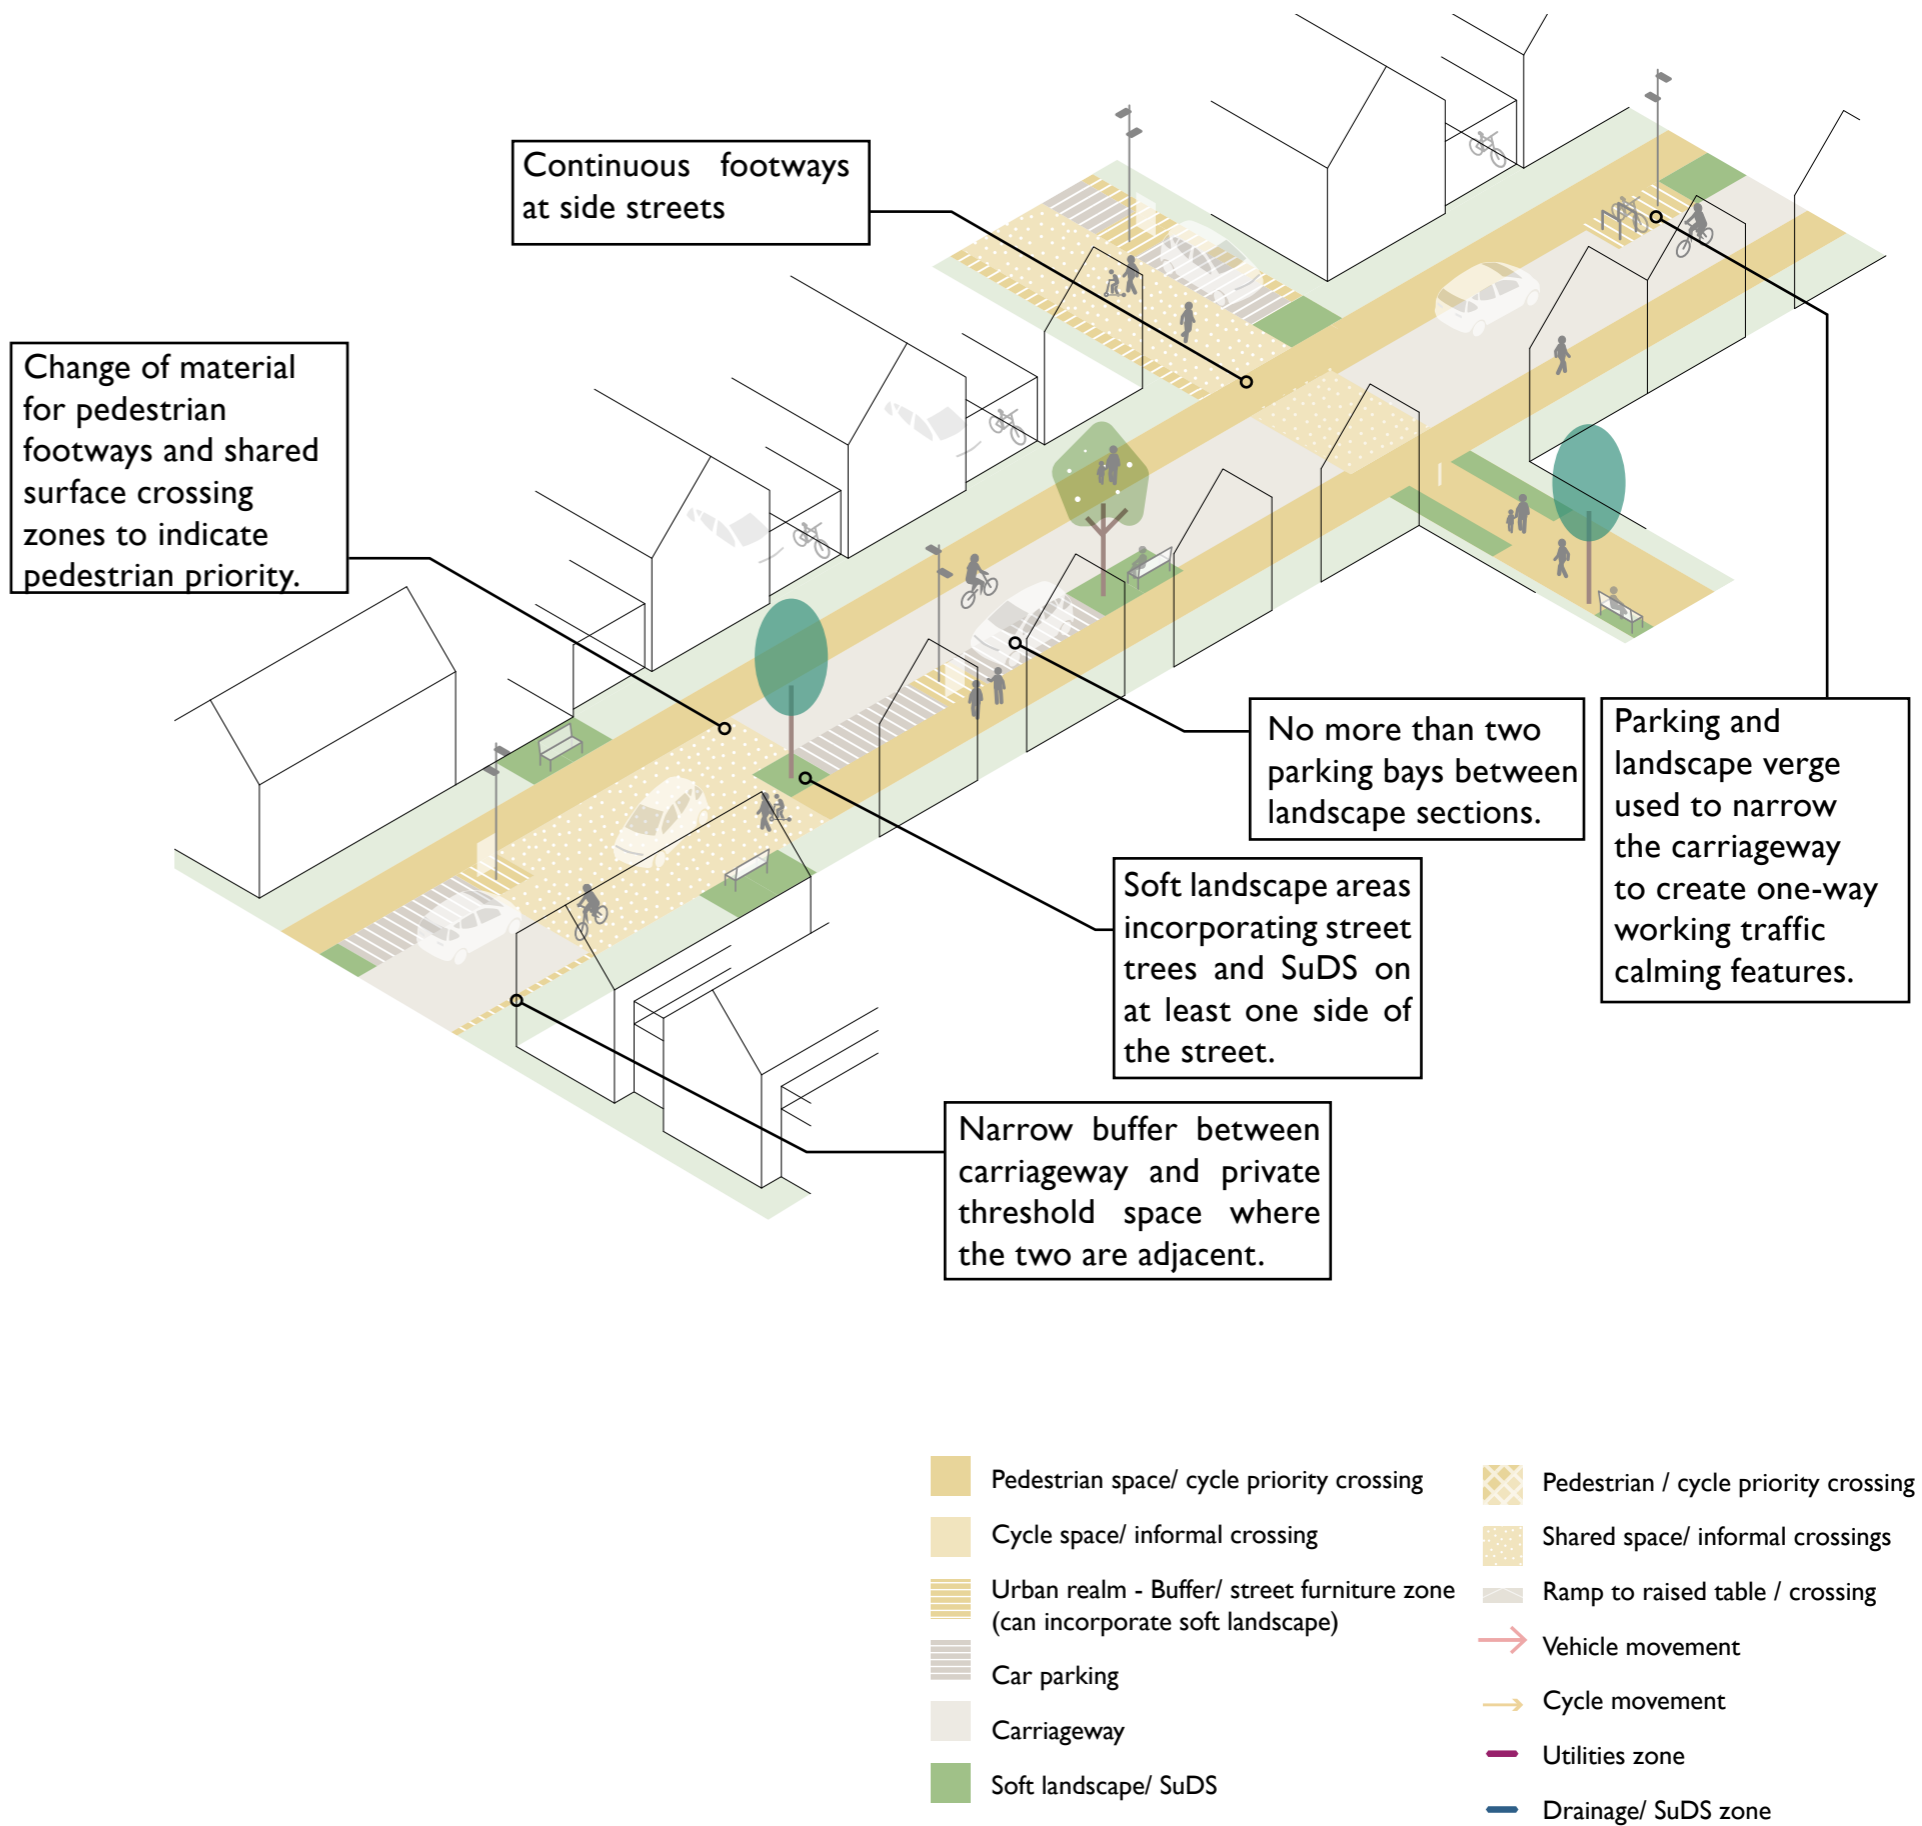 Continuous footways
at side streets
Change of material
for pedestrian
footways and shared
surface crossing
zones to indicate
pedestrian priority.
No more than two
parking bays between
landscape sections.
Parking and
landscape verge
used to narrow
the carriageway
to create one-way
working traffic
calming features.
Soft landscape areas
incorporating street
trees and SuDS on
at least one side of
the street.
Narrow buffer between
carriageway and private
threshold space where
the two are adjacent.
Pedestrian space/ cycle priority crossing
Cycle space/ informal crossing
Urban realm - Buffer/ street furniture zone
(can incorporate soft landscape)
Car parking
Carriageway
Soft landscape/ SuDS
Pedestrian / cycle priority crossing
Shared space/ informal crossings
Ramp to raised table / crossing
Vehicle movement
Cycle movement
Utilities zone
Drainage/ SuDS zone